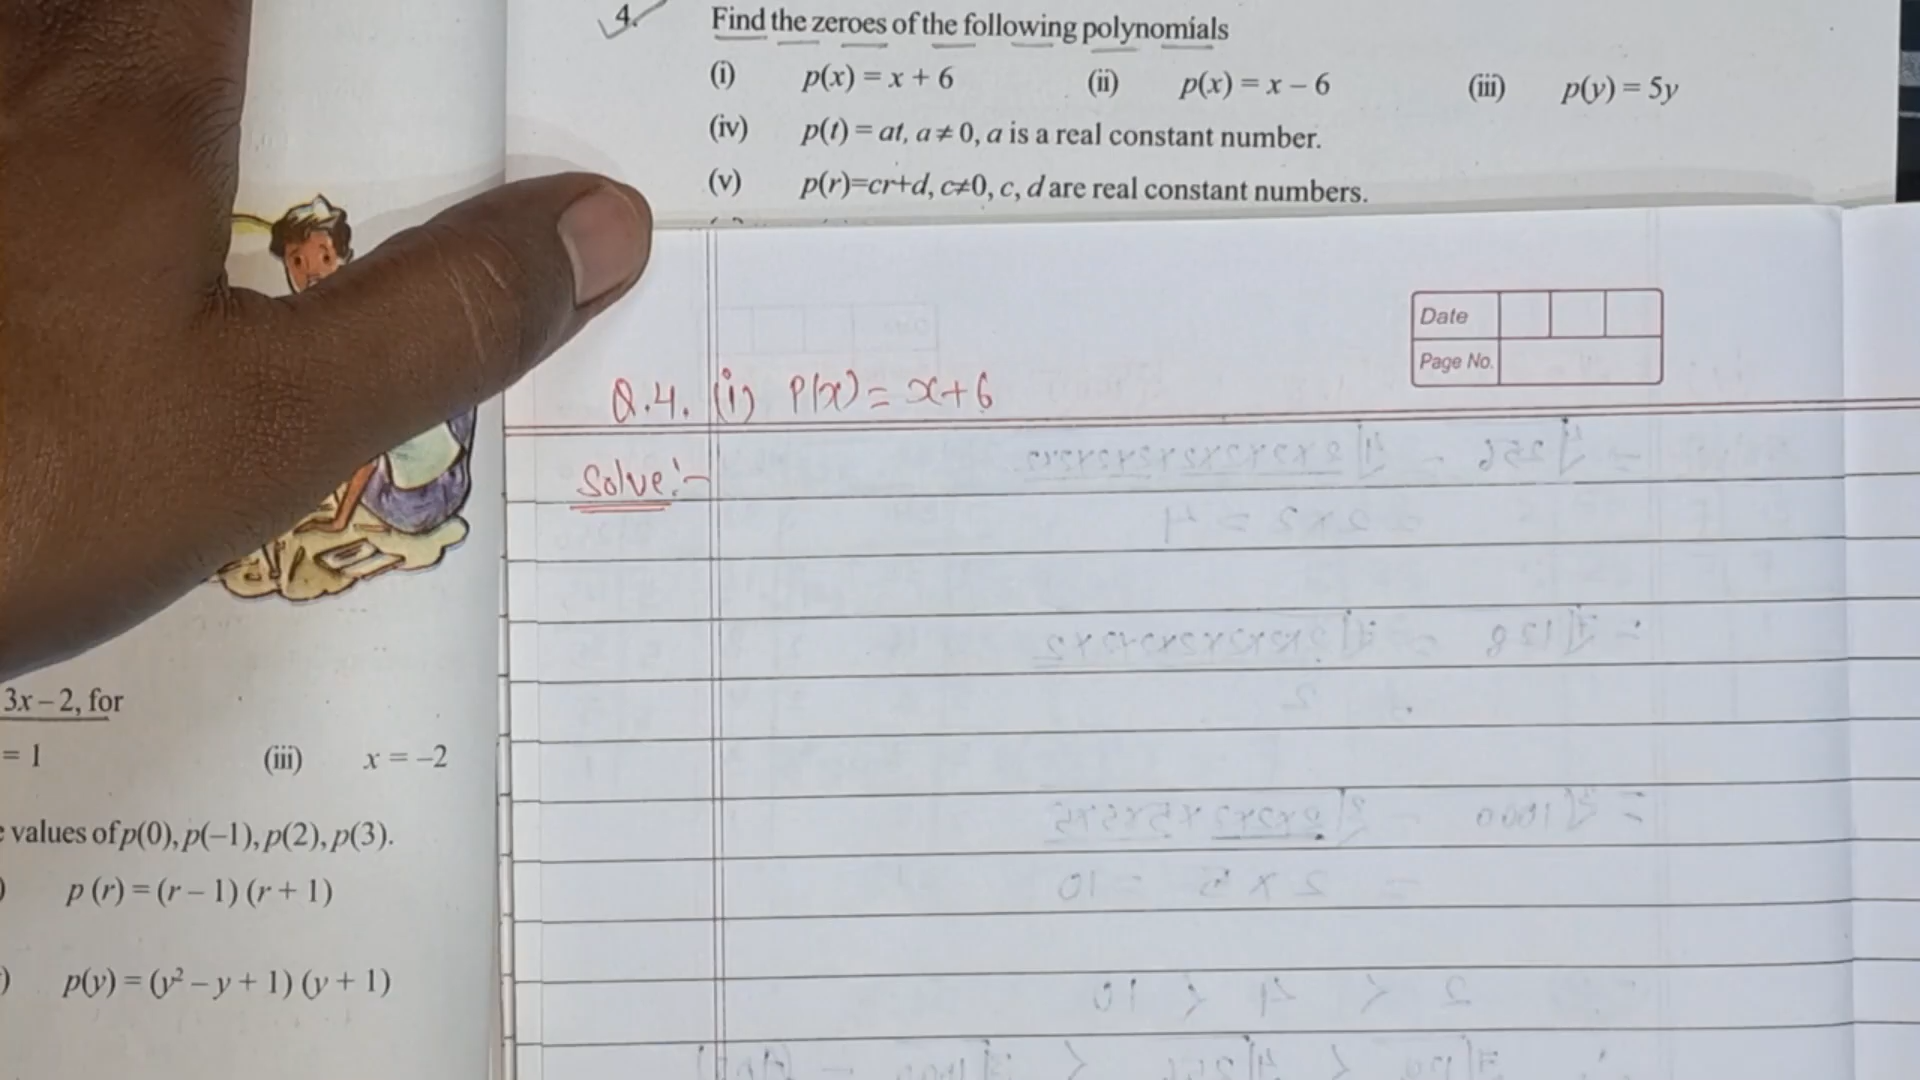 4. Find the zeroes of the following polynomials
(i) p(x) = x + 6 (ii) p(x) = x – 6 (iii) p(y) = 5y
(iv) p(t) = at, a ≠ 0, a is a real constant number.
(v) p(r)=cr+d, c≠0, c, d are real constant numbers.
Date
Page No.
Q.4. (i) P(x) = x+6
Solve:-
3x – 2, for
= 1 (iii) x = –2
values of p(0), p(–1), p(2), p(3).
p (r) = (r – 1) (r + 1)
) p(y) = (y² – y + 1) (y + 1)